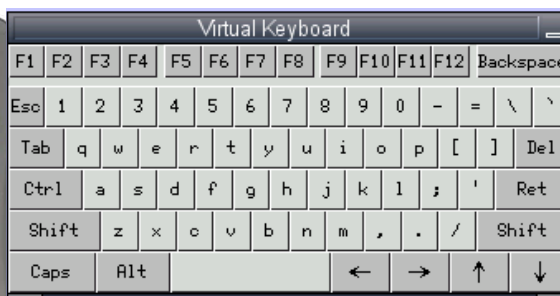 Virtual Keyboard
F1 F2 F3 F4 F5 F6 F7 F8 F9 F10 F11 F12 Backspace
Esc 1 2 3 4 5 6 7 8 9 0 - = \ `
Tab q w e r t y u i o p [ ] Del
Ctrl a s d f g h j k l ; ' Ret
Shift z x c v b n m , . / Shift
Caps Alt ← → ↑ ↓